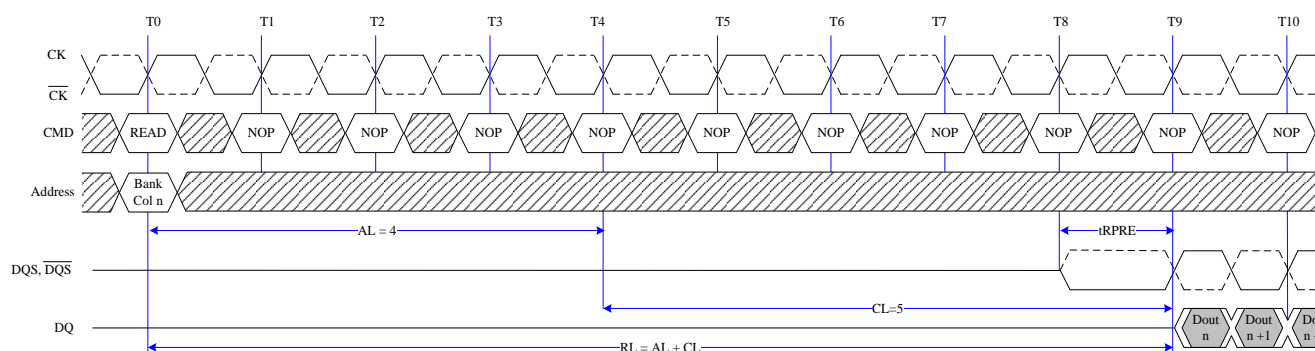 T0 T1 T2 T3 T4 T5 T6 T7 T8 T9 T10
CK
CK
CMD READ NOP NOP NOP NOP NOP NOP NOP NOP NOP NOP
Address Bank
Col n
AL = 4 tRPRE
DQS, DQS
CL=5
DQ Dout Dout
n n +1
RL = AL + CL